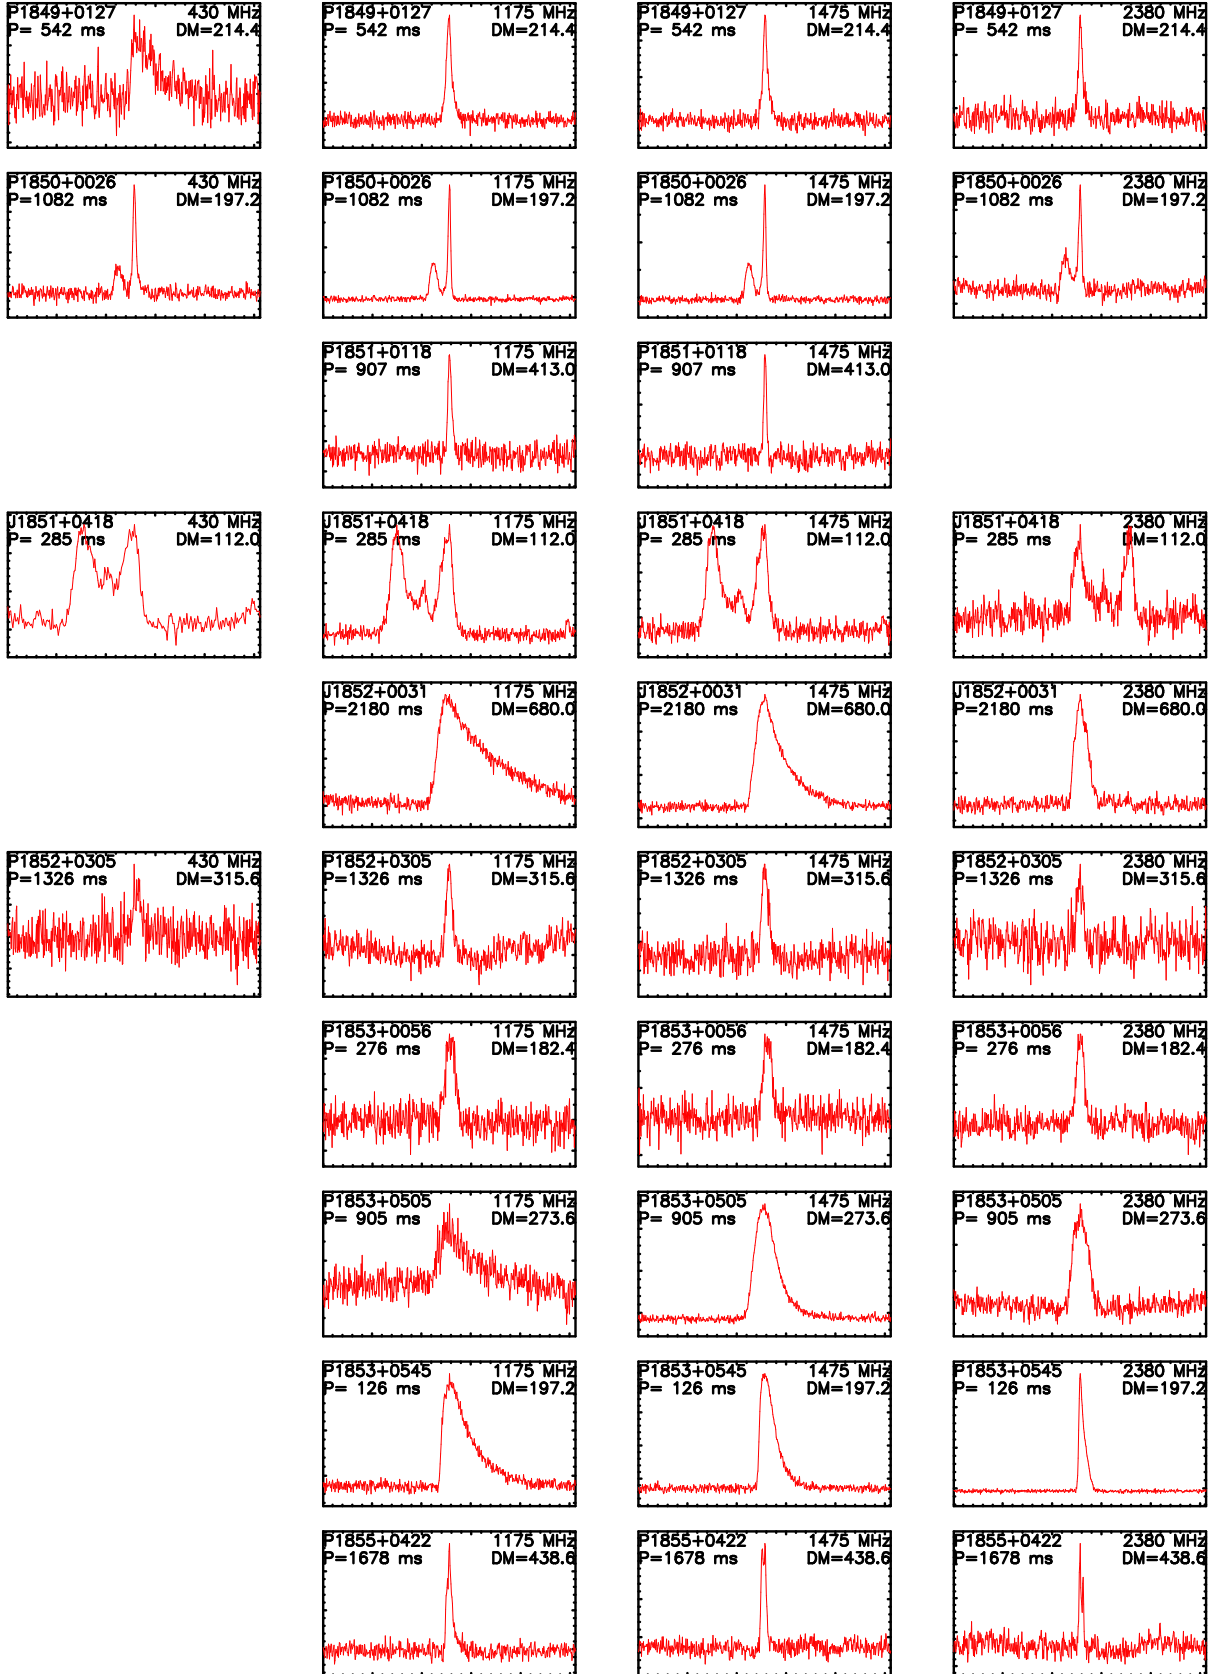 P1849+0127 430 MHz
P= 542 ms DM=214.4
P1849+0127 1175 MHz
P= 542 ms DM=214.4
P1849+0127 1475 MHz
P= 542 ms DM=214.4
P1849+0127 2380 MHz
P= 542 ms DM=214.4
P1850+0026 430 MHz
P=1082 ms DM=197.2
P1850+0026 1175 MHz
P=1082 ms DM=197.2
P1850+0026 1475 MHz
P=1082 ms DM=197.2
P1850+0026 2380 MHz
P=1082 ms DM=197.2
P1851+0118 1175 MHz
P= 907 ms DM=413.0
P1851+0118 1475 MHz
P= 907 ms DM=413.0
J1851+0418 430 MHz
P= 285 ms DM=112.0
J1851+0418 1175 MHz
P= 285 ms DM=112.0
J1851+0418 1475 MHz
P= 285 ms DM=112.0
J1851+0418 2380 MHz
P= 285 ms DM=112.0
J1852+0031 1175 MHz
P=2180 ms DM=680.0
J1852+0031 1475 MHz
P=2180 ms DM=680.0
J1852+0031 2380 MHz
P=2180 ms DM=680.0
P1852+0305 430 MHz
P=1326 ms DM=315.6
P1852+0305 1175 MHz
P=1326 ms DM=315.6
P1852+0305 1475 MHz
P=1326 ms DM=315.6
P1852+0305 2380 MHz
P=1326 ms DM=315.6
P1853+0056 1175 MHz
P= 276 ms DM=182.4
P1853+0056 1475 MHz
P= 276 ms DM=182.4
P1853+0056 2380 MHz
P= 276 ms DM=182.4
P1853+0505 1175 MHz
P= 905 ms DM=273.6
P1853+0505 1475 MHz
P= 905 ms DM=273.6
P1853+0505 2380 MHz
P= 905 ms DM=273.6
P1853+0545 1175 MHz
P= 126 ms DM=197.2
P1853+0545 1475 MHz
P= 126 ms DM=197.2
P1853+0545 2380 MHz
P= 126 ms DM=197.2
P1855+0422 1175 MHz
P=1678 ms DM=438.6
P1855+0422 1475 MHz
P=1678 ms DM=438.6
P1855+0422 2380 MHz
P=1678 ms DM=438.6